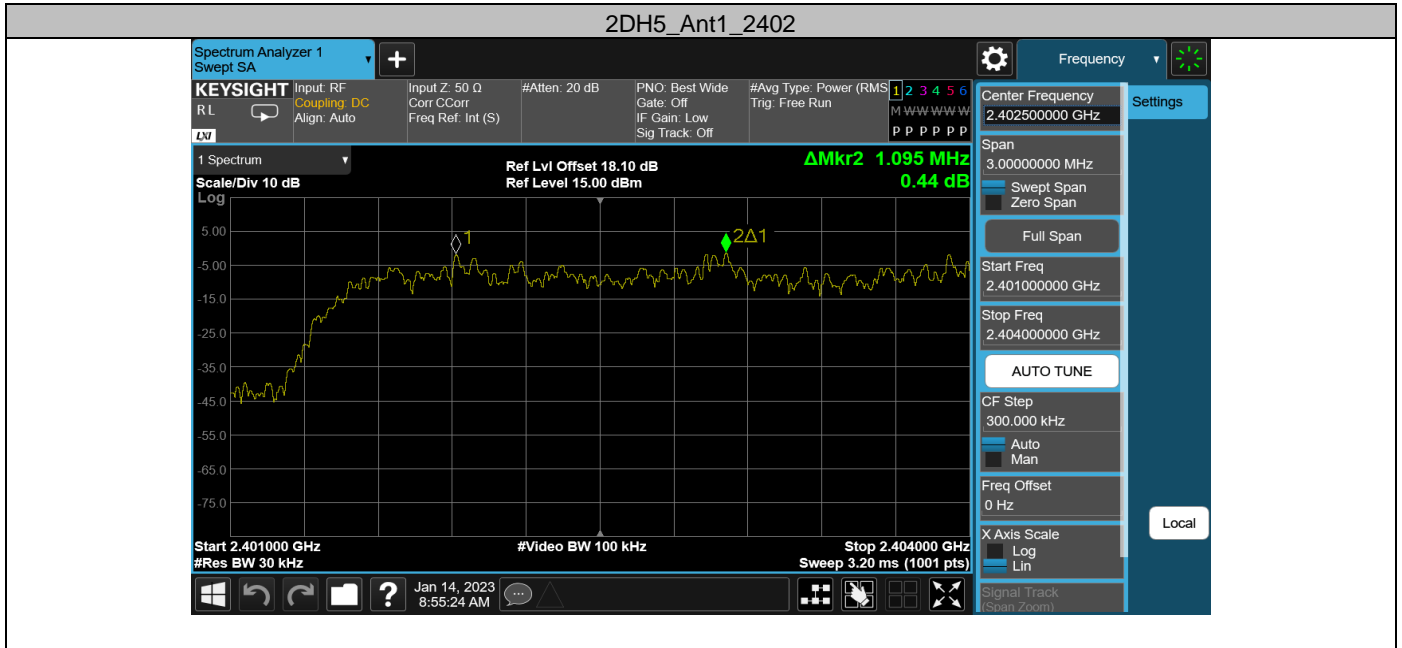 2DH5_Ant1_2402
Spectrum Analyzer 1
Swept SA
+
Frequency
KEYSIGHT
RL
LXI
Input: RF
Coupling: DC
Align: Auto
Input Z: 50 Ω
Corr CCorr
Freq Ref: Int (S)
#Atten: 20 dB
PNO: Best Wide
Gate: Off
IF Gain: Low
Sig Track: Off
#Avg Type: Power (RMS
Trig: Free Run
1 2 3 4 5 6
M W W W W W
P P P P P P
1 Spectrum
Scale/Div 10 dB
Log
Ref Lvl Offset 18.10 dB
Ref Level 15.00 dBm
ΔMkr2 1.095 MHz
0.44 dB
5.00
-5.00
-15.0
-25.0
-35.0
-45.0
-55.0
-65.0
-75.0
1
2Δ1
Start 2.401000 GHz
#Res BW 30 kHz
#Video BW 100 kHz
Stop 2.404000 GHz
Sweep 3.20 ms (1001 pts)
Center Frequency
2.402500000 GHz
Settings
Span
3.00000000 MHz
Swept Span
Zero Span
Full Span
Start Freq
2.401000000 GHz
Stop Freq
2.404000000 GHz
AUTO TUNE
CF Step
300.000 kHz
Auto
Man
Freq Offset
0 Hz
X Axis Scale
Log
Lin
Signal Track
(Span Zoom)
Local
?
Jan 14, 2023
8:55:24 AM